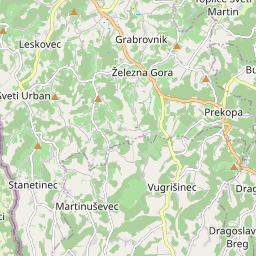 Toplice Sveti
Martin
Grabrovnik
Leskovec
Železna Gora
Sveti Urban
Prekopa
Stanetinec
Vugrišinec
Martinuševec
Dragoslavec
Breg